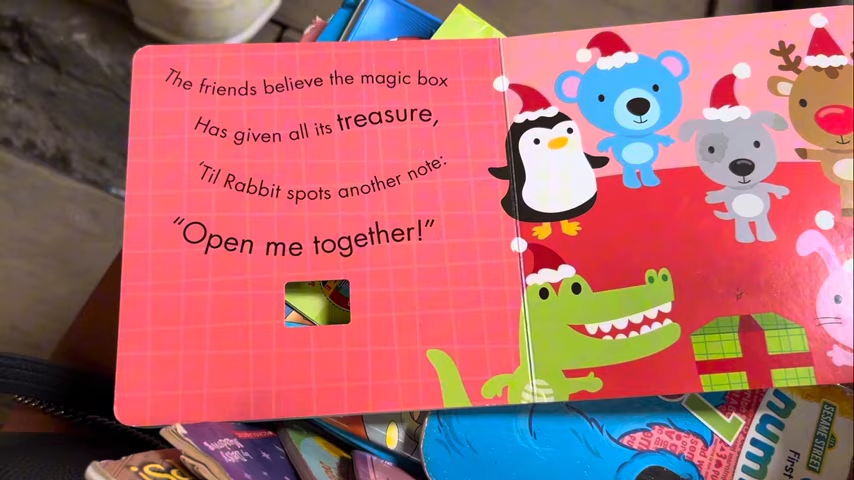 The friends believe the magic box
Has given all its treasure,
'Til Rabbit spots another note:
"Open me together!"
SESAME STREET
mum
First